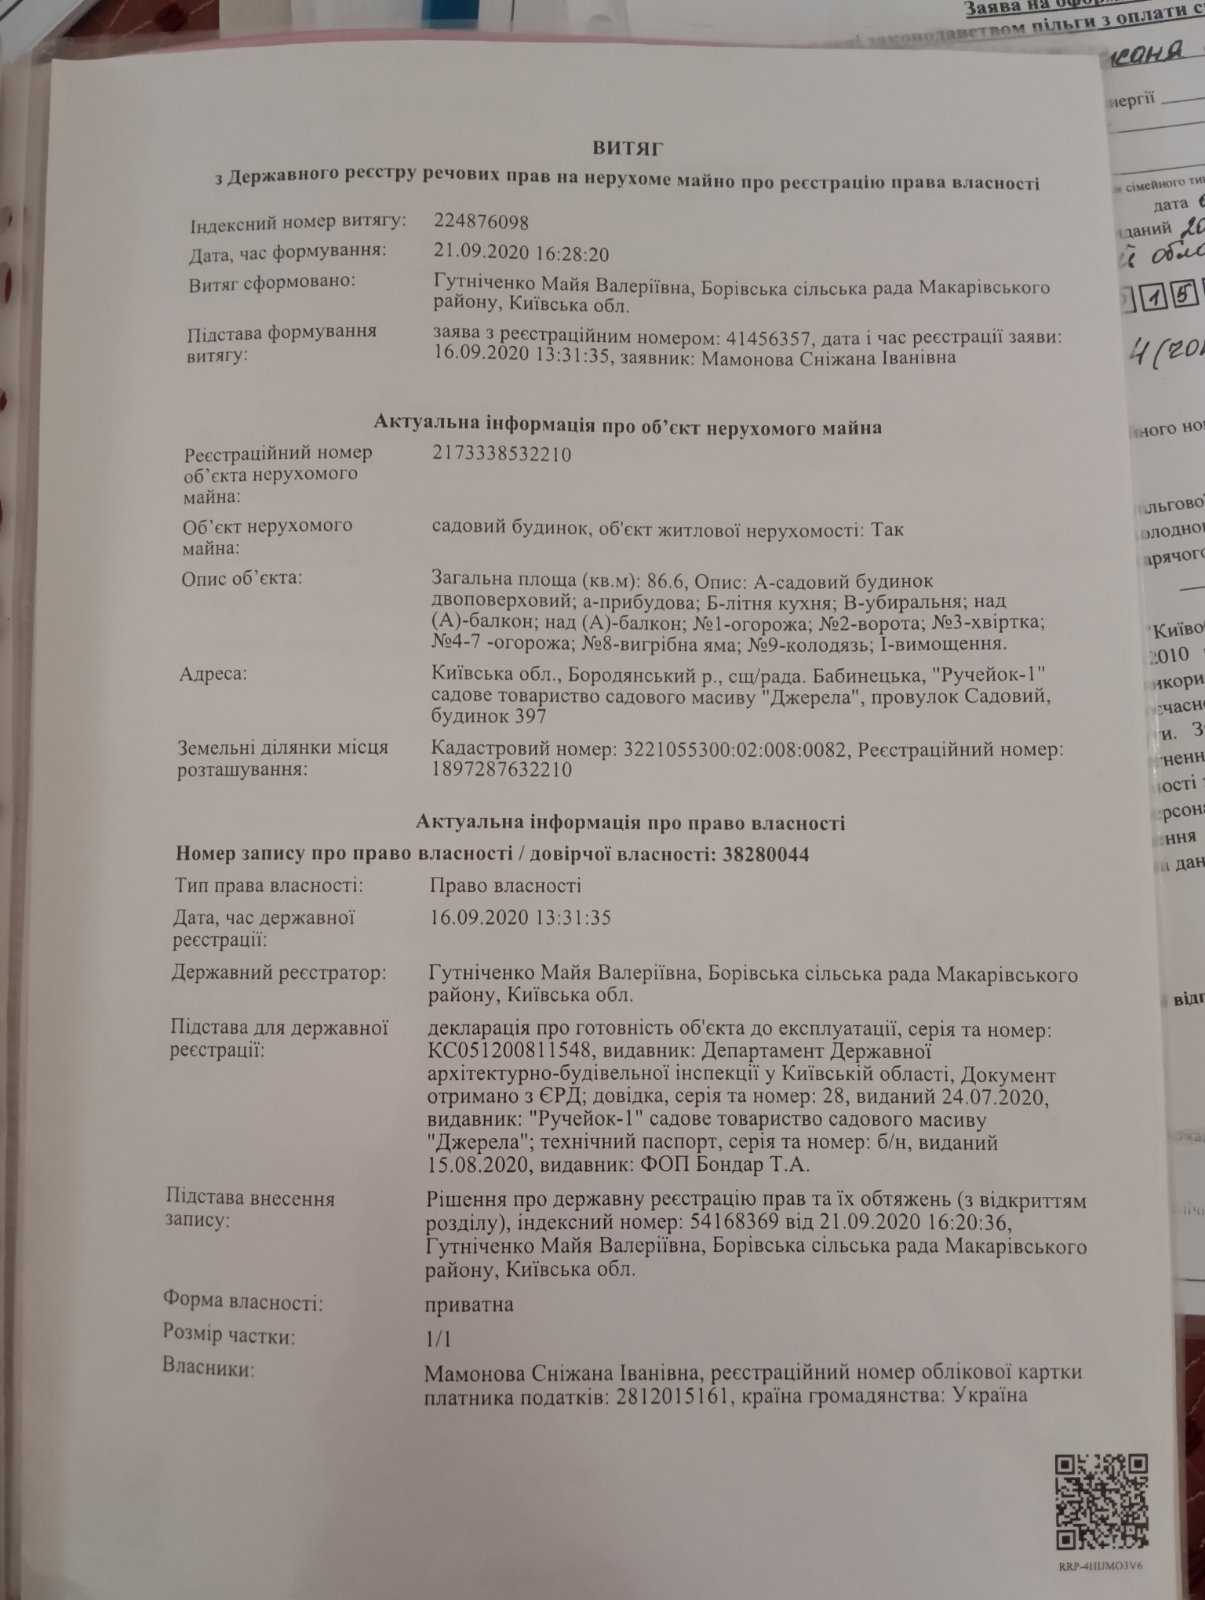 Заява на
законодавством пільги з оплати
ВИТЯГ
з Державного реєстру речових прав на нерухоме майно про реєстрацію права власності
Індексний номер витягу: 224876098
Дата, час формування: 21.09.2020 16:28:20
Витяг сформовано: Гутніченко Майя Валеріївна, Борівська сільська рада Макарівського
району, Київська обл.
Підстава формування заява з реєстраційним номером: 41456357, дата і час реєстрації заяви:
витягу: 16.09.2020 13:31:35, заявник: Мамонова Сніжана Іванівна
Актуальна інформація про об’єкт нерухомого майна
Реєстраційний номер 2173338532210
об’єкта нерухомого
майна:
Об’єкт нерухомого садовий будинок, об'єкт житлової нерухомості: Так
майна:
Опис об’єкта: Загальна площа (кв.м): 86.6, Опис: А-садовий будинок
двоповерховий; а-прибудова; Б-літня кухня; В-убиральня; над
(А)-балкон; над (А)-балкон; №1-огорожа; №2-ворота; №3-хвіртка;
№4-7 -огорожа; №8-вигрібна яма; №9-колодязь; І-вимощення.
Адреса: Київська обл., Бородянський р., сщ/рада. Бабинецька, "Ручейок-1"
садове товариство садового масиву "Джерела", провулок Садовий,
будинок 397
Земельні ділянки місця Кадастровий номер: 3221055300:02:008:0082, Реєстраційний номер:
розташування: 1897287632210
Актуальна інформація про право власності
Номер запису про право власності / довірчої власності: 38280044
Тип права власності: Право власності
Дата, час державної 16.09.2020 13:31:35
реєстрації:
Державний реєстратор: Гутніченко Майя Валеріївна, Борівська сільська рада Макарівського
району, Київська обл.
Підстава для державної декларація про готовність об'єкта до експлуатації, серія та номер:
реєстрації: КС051200811548, видавник: Департамент Державної
архітектурно-будівельної інспекції у Київській області, Документ
отримано з ЄРД; довідка, серія та номер: 28, виданий 24.07.2020,
видавник: "Ручейок-1" садове товариство садового масиву
"Джерела"; технічний паспорт, серія та номер: б/н, виданий
15.08.2020, видавник: ФОП Бондар Т.А.
Підстава внесення Рішення про державну реєстрацію прав та їх обтяжень (з відкриттям
запису: розділу), індексний номер: 54168369 від 21.09.2020 16:20:36,
Гутніченко Майя Валеріївна, Борівська сільська рада Макарівського
району, Київська обл.
Форма власності: приватна
Розмір частки: 1/1
Власники: Мамонова Сніжана Іванівна, реєстраційний номер облікової картки
платника податків: 2812015161, країна громадянства: Україна